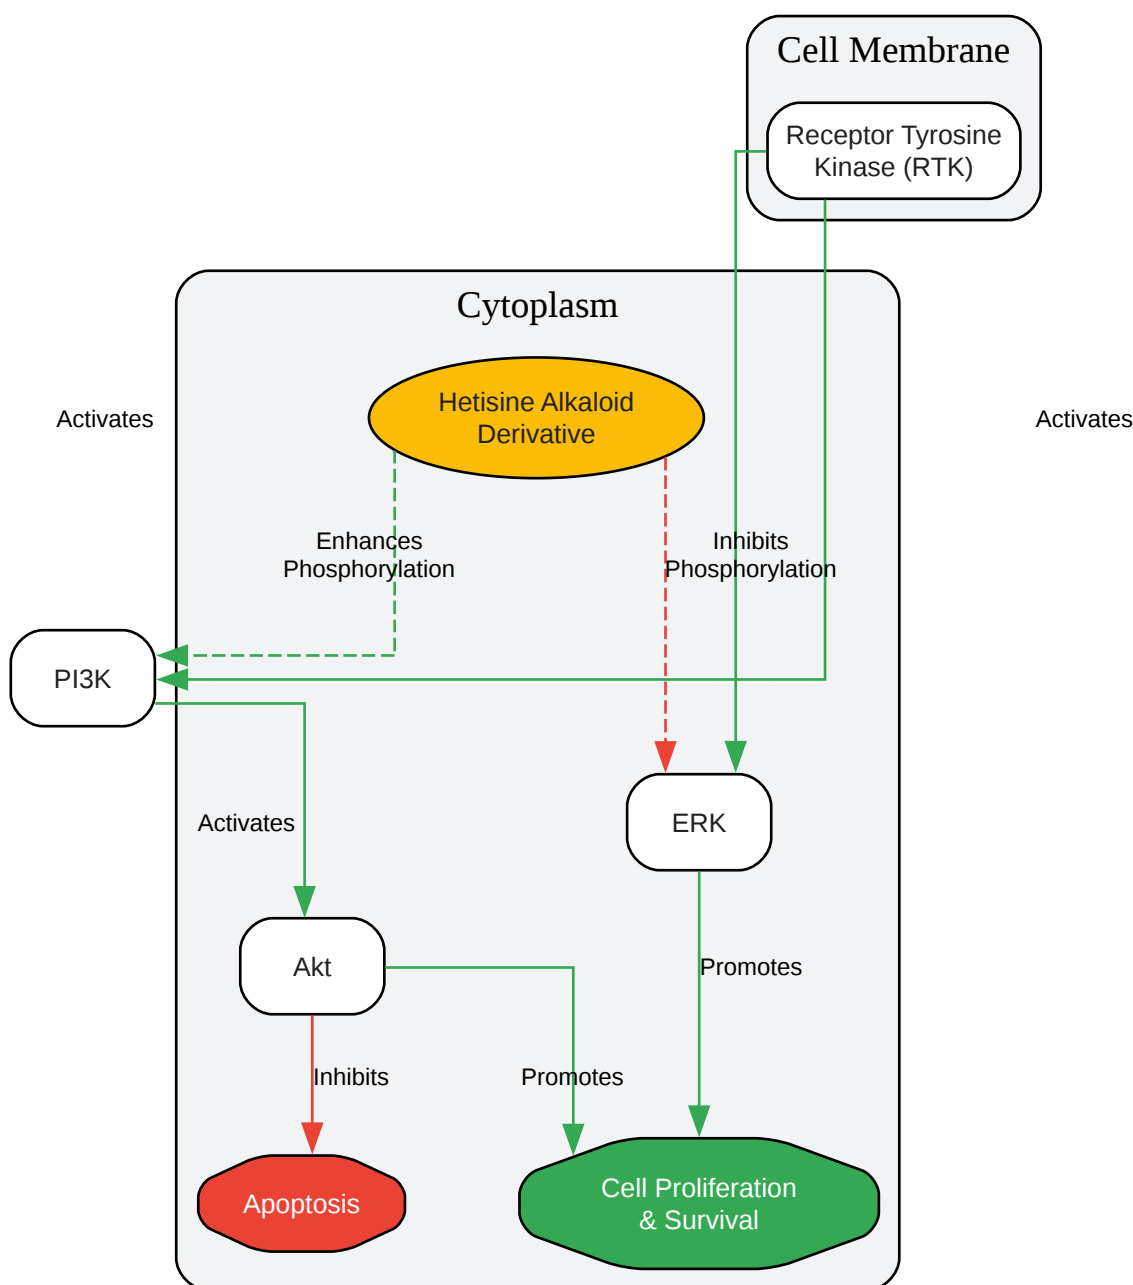 Cell Membrane
Receptor Tyrosine
Kinase (RTK)
Cytoplasm
Hetisine Alkaloid
Derivative
Activates
Activates
Enhances
Phosphorylation
Inhibits
Phosphorylation
PI3K
Activates
ERK
Akt
Promotes
Inhibits
Promotes
Apoptosis
Cell Proliferation
& Survival